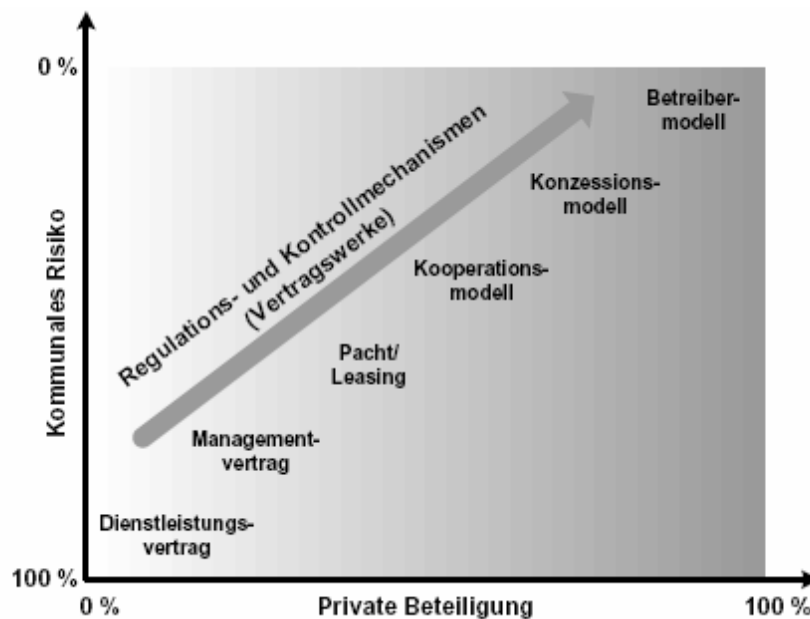 0 %
Betreiber-
modell
Regulations- und Kontrollmechanismen
(Vertragswerke)
Konzessions-
modell
Kooperations-
modell
Kommunales Risiko
Pacht/
Leasing
Management-
vertrag
Dienstleistungs-
vertrag
100 %
0 %
Private Beteiligung
100 %